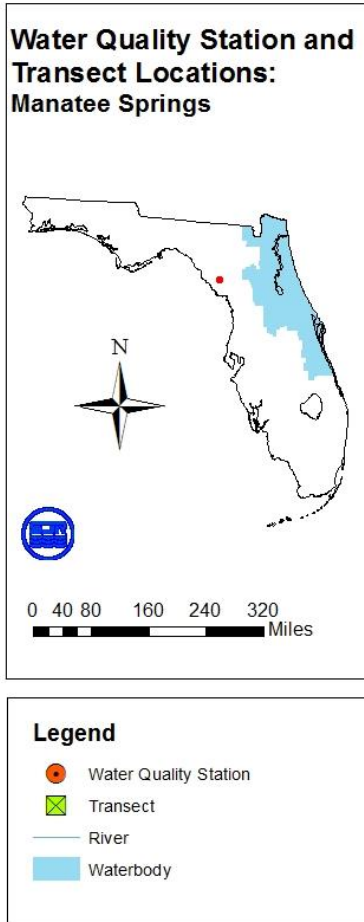 Water Quality Station and
Transect Locations:
Manatee Springs
N
0 40 80 160 240 320
Miles
Legend
Water Quality Station
Transect
River
Waterbody